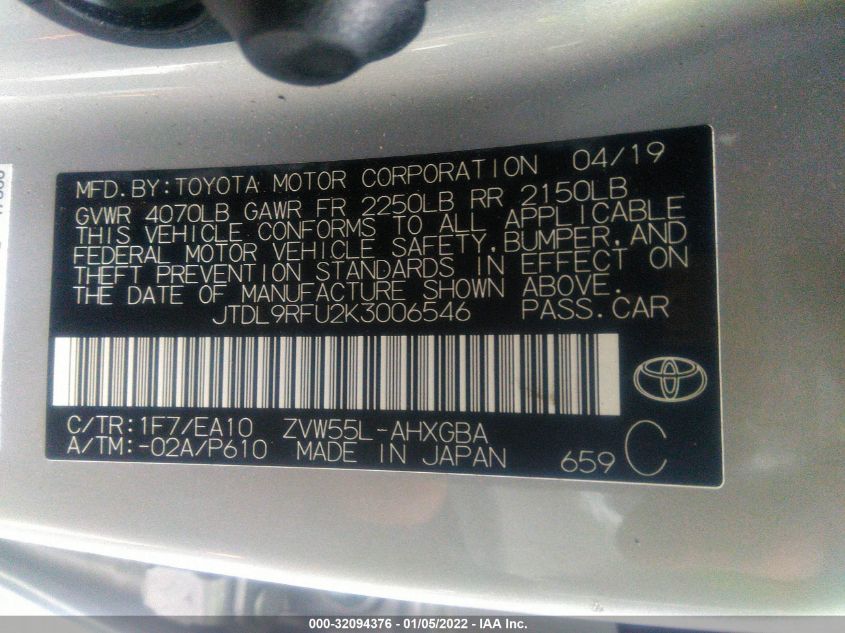 MFD.BY:TOYOTA MOTOR CORPORATION 04/19
GVWR 4070LB GAWR FR 2250LB RR 2150LB
THIS VEHICLE CONFORMS TO ALL APPLICABLE
FEDERAL MOTOR VEHICLE SAFETY,BUMPER,AND
THEFT PREVENTION STANDARDS IN EFFECT ON
THE DATE OF MANUFACTURE SHOWN ABOVE.
JTDL9RFU2K3006546 PASS.CAR
C/TR:1F7/EA10 ZVW55L-AHXGBA
A/TM:-02A/P610 MADE IN JAPAN 659 C
000-32094376 - 01/05/2022 - IAA Inc.